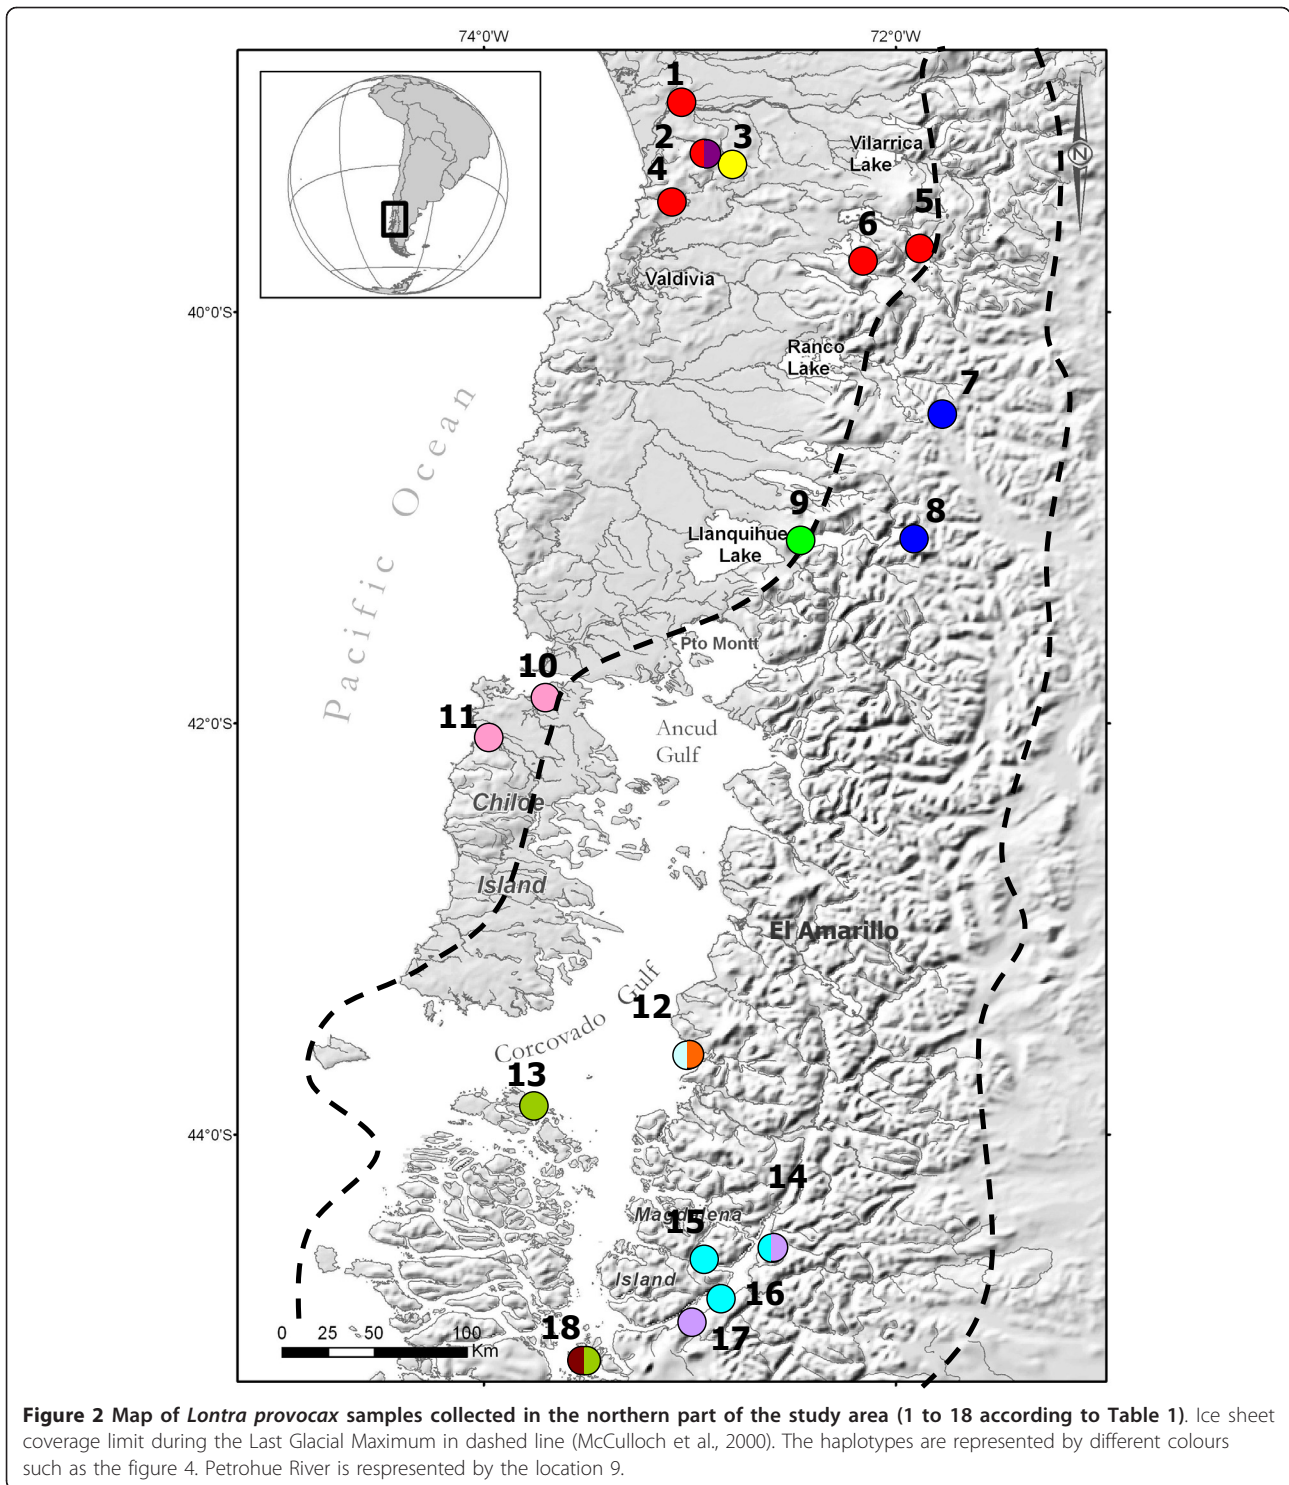 74°0'W
72°0'W
1
2
3
4
Vilarrica
Lake
5
6
N
Valdivia
40°0'S
Ranco
Lake
7
Pacific Ocean
9
8
Llanquihue
Lake
Pto Montt
10
42°0'S
11
Ancud
Gulf
Chiloe
Island
El Amarillo
12
Corcovado Gulf
13
44°0'S
14
Magdalena
15
Island
16
17
18
0 25 50 100
Km
Figure 2 Map of Lontra provocax samples collected in the northern part of the study area (1 to 18 according to Table 1). Ice sheet
coverage limit during the Last Glacial Maximum in dashed line (McCulloch et al., 2000). The haplotypes are represented by different colours
such as the figure 4. Petrohue River is respresented by the location 9.